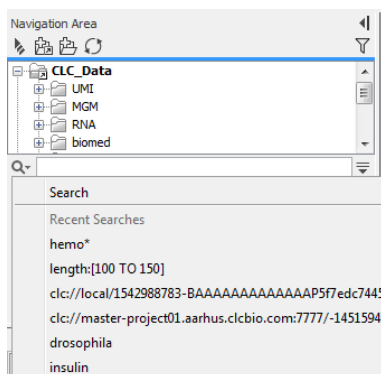 Navigation Area
CLC_Data
UMI
MGM
RNA
biomed
Search
Recent Searches
hemo*
length:[100 TO 150]
clc://local/1542988783-BAAAAAAAAAAAAAP5f7edc7445
clc://master-project01.aarhus.clcbio.com:7777/-1451594
drosophila
insulin